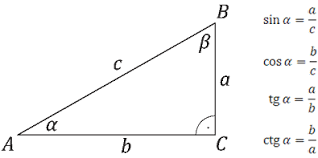 B
β
c
a
A
α
b
C
sin α = a/c
cos α = b/c
tg α = a/b
ctg α = b/a